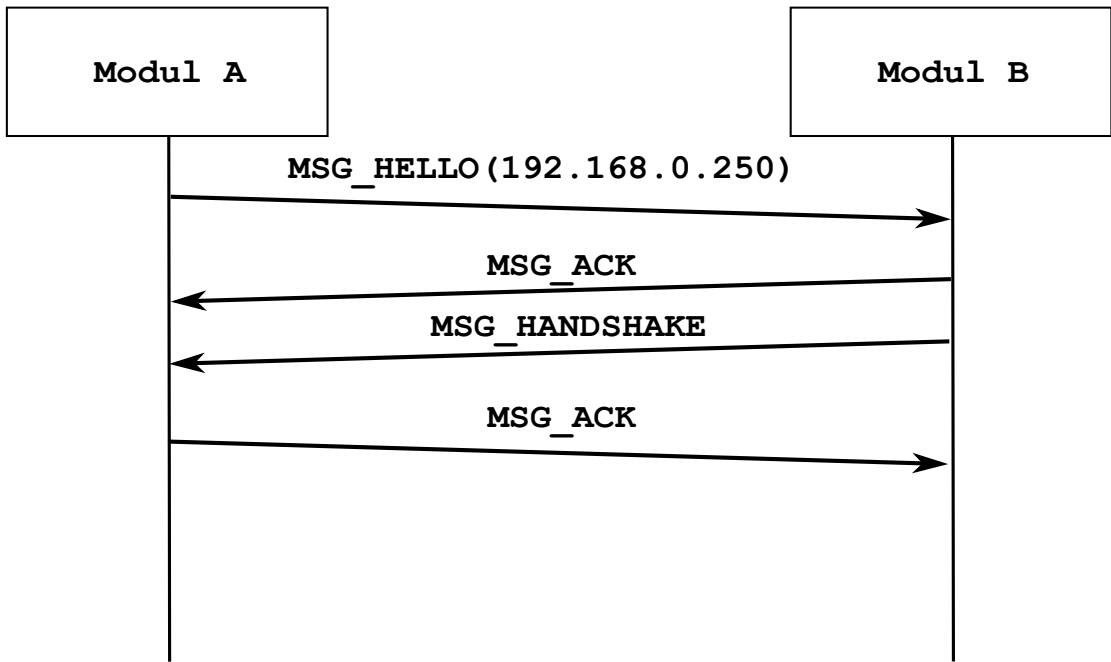 Modul A
Modul B
MSG_HELLO(192.168.0.250)
MSG_ACK
MSG_HANDSHAKE
MSG_ACK